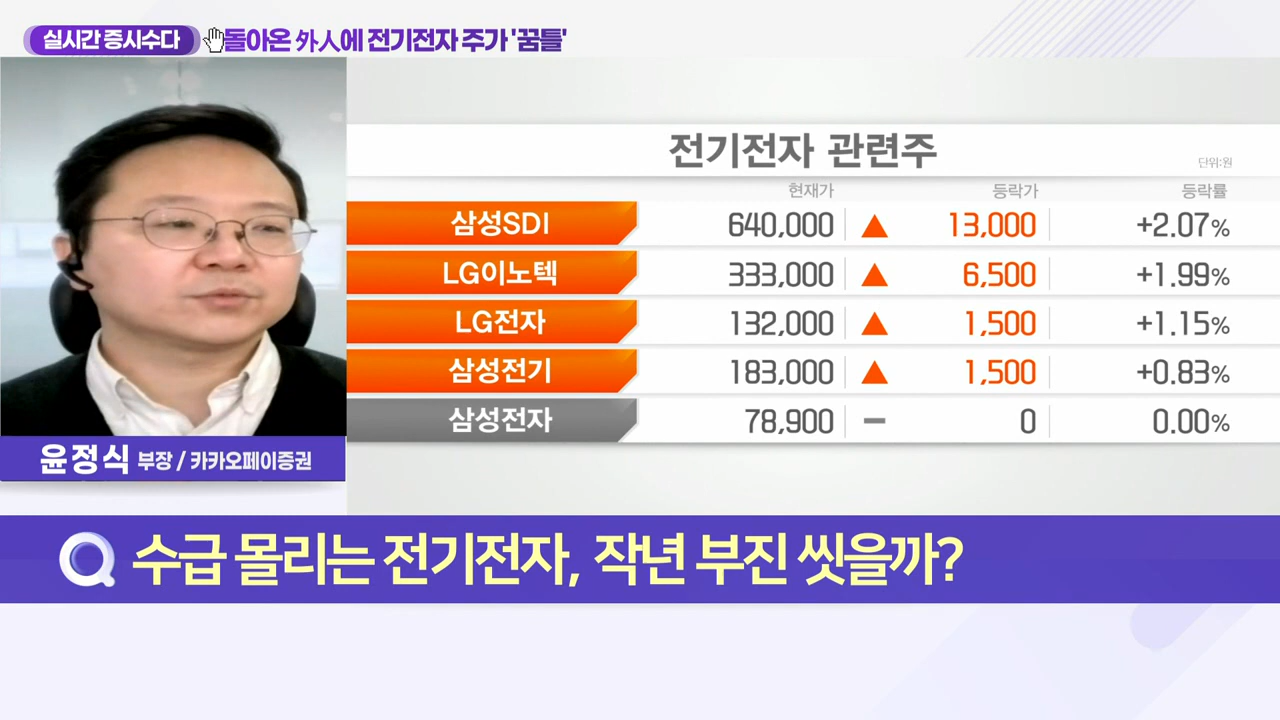 실시간 증시수다
돌아온 外人에 전기전자 주가 '꿈틀'
전기전자 관련주
단위:원
현재가 등락가 등락률
삼성SDI 640,000 ▲ 13,000 +2.07%
LG이노텍 333,000 ▲ 6,500 +1.99%
LG전자 132,000 ▲ 1,500 +1.15%
삼성전기 183,000 ▲ 1,500 +0.83%
삼성전자 78,900 - 0 0.00%
윤정식 부장 / 카카오페이증권
수급 몰리는 전기전자, 작년 부진 씻을까?